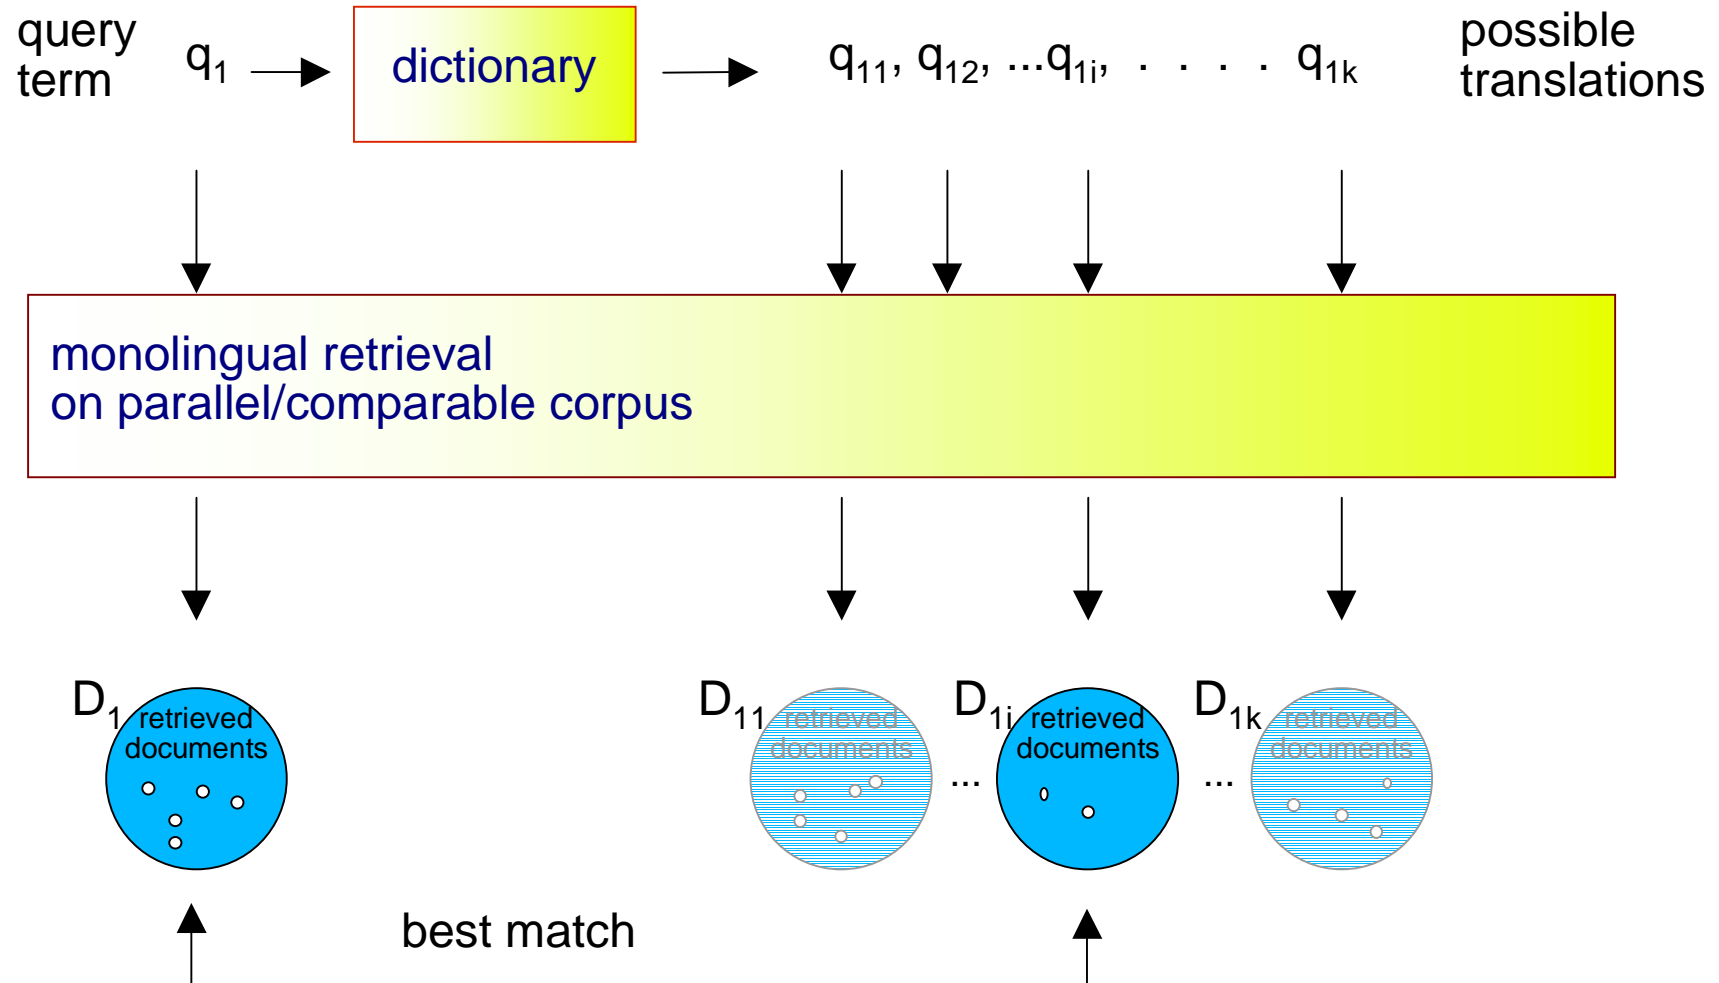 query
term
q₁
dictionary
q₁₁, q₁₂, ...q₁ᵢ, . . . . q₁ₖ
possible
translations
monolingual retrieval
on parallel/comparable corpus
D₁
retrieved
documents
D₁₁
retrieved
documents
...
D₁ᵢ
retrieved
documents
...
D₁ₖ
retrieved
documents
best match